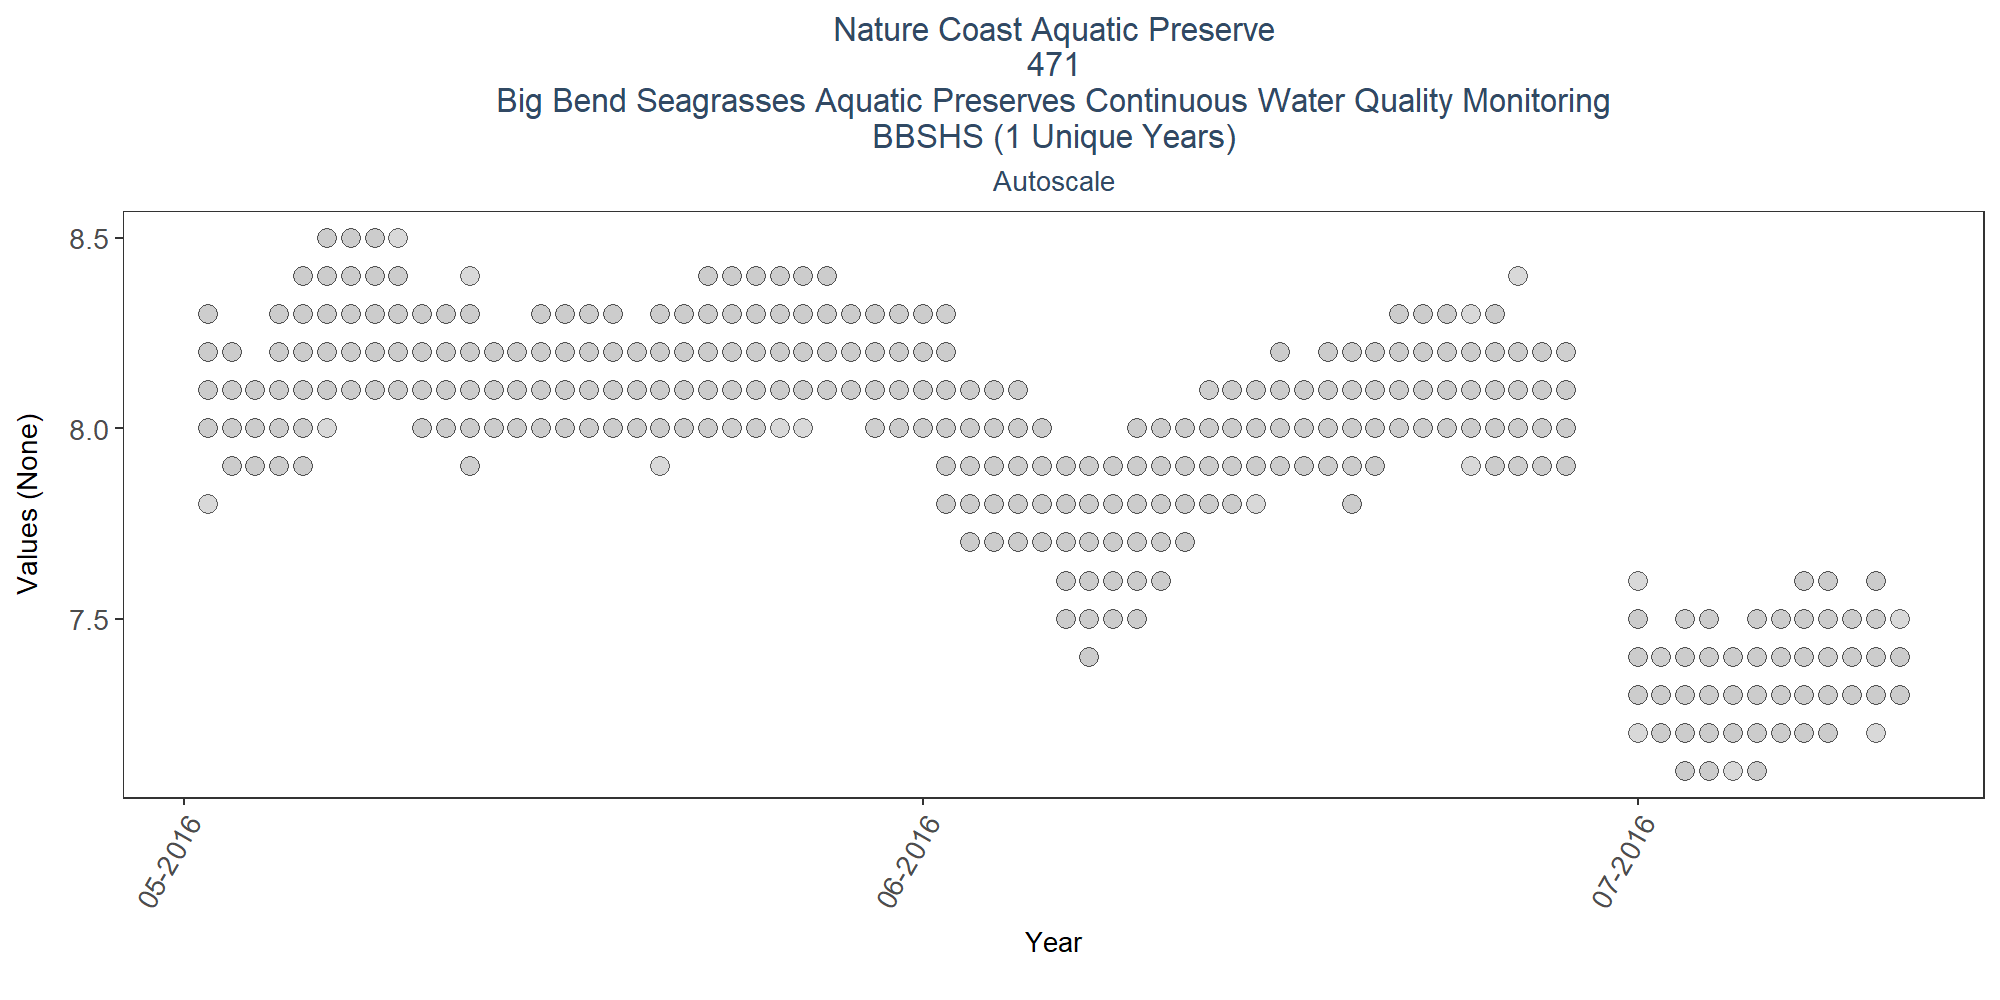 Nature Coast Aquatic Preserve
471
Big Bend Seagrasses Aquatic Preserves Continuous Water Quality Monitoring
BBSHS (1 Unique Years)
Autoscale
8.5
8.0
7.5
Values (None)
05-2016
06-2016
07-2016
Year